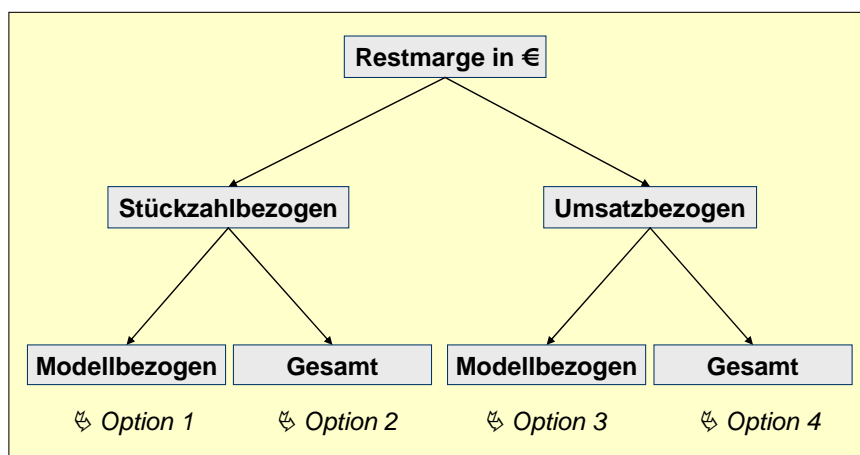 Restmarge in €
Stückzahlbezogen Umsatzbezogen
Modellbezogen Gesamt Modellbezogen Gesamt
↳ Option 1 ↳ Option 2 ↳ Option 3 ↳ Option 4